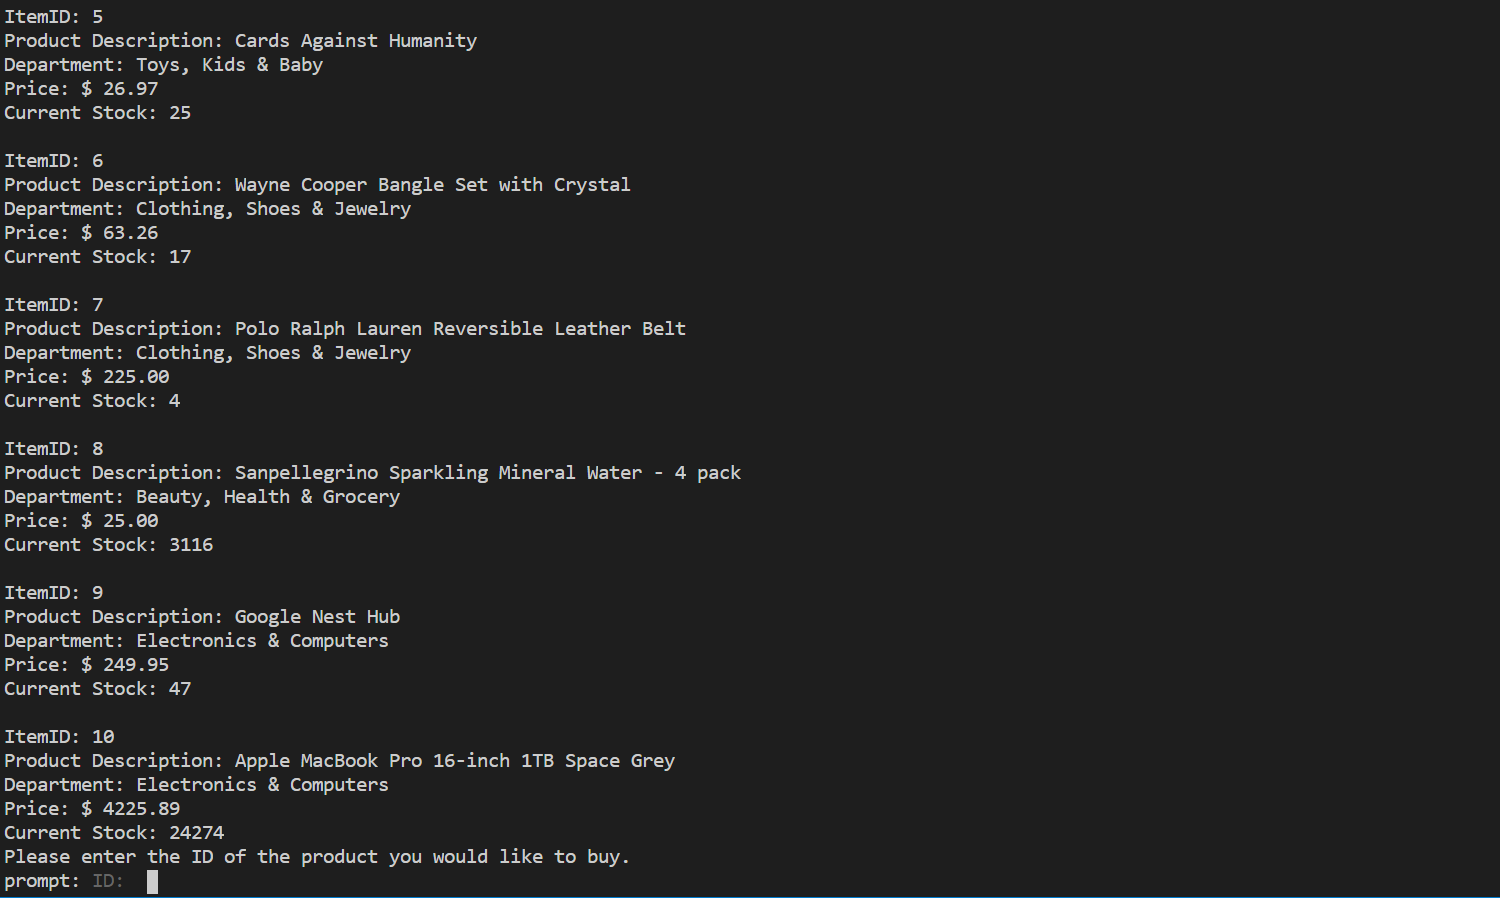 ItemID: 5
Product Description: Cards Against Humanity
Department: Toys, Kids & Baby
Price: $ 26.97
Current Stock: 25
ItemID: 6
Product Description: Wayne Cooper Bangle Set with Crystal
Department: Clothing, Shoes & Jewelry
Price: $ 63.26
Current Stock: 17
ItemID: 7
Product Description: Polo Ralph Lauren Reversible Leather Belt
Department: Clothing, Shoes & Jewelry
Price: $ 225.00
Current Stock: 4
ItemID: 8
Product Description: Sanpellegrino Sparkling Mineral Water - 4 pack
Department: Beauty, Health & Grocery
Price: $ 25.00
Current Stock: 3116
ItemID: 9
Product Description: Google Nest Hub
Department: Electronics & Computers
Price: $ 249.95
Current Stock: 47
ItemID: 10
Product Description: Apple MacBook Pro 16-inch 1TB Space Grey
Department: Electronics & Computers
Price: $ 4225.89
Current Stock: 24274
Please enter the ID of the product you would like to buy.
prompt: ID: